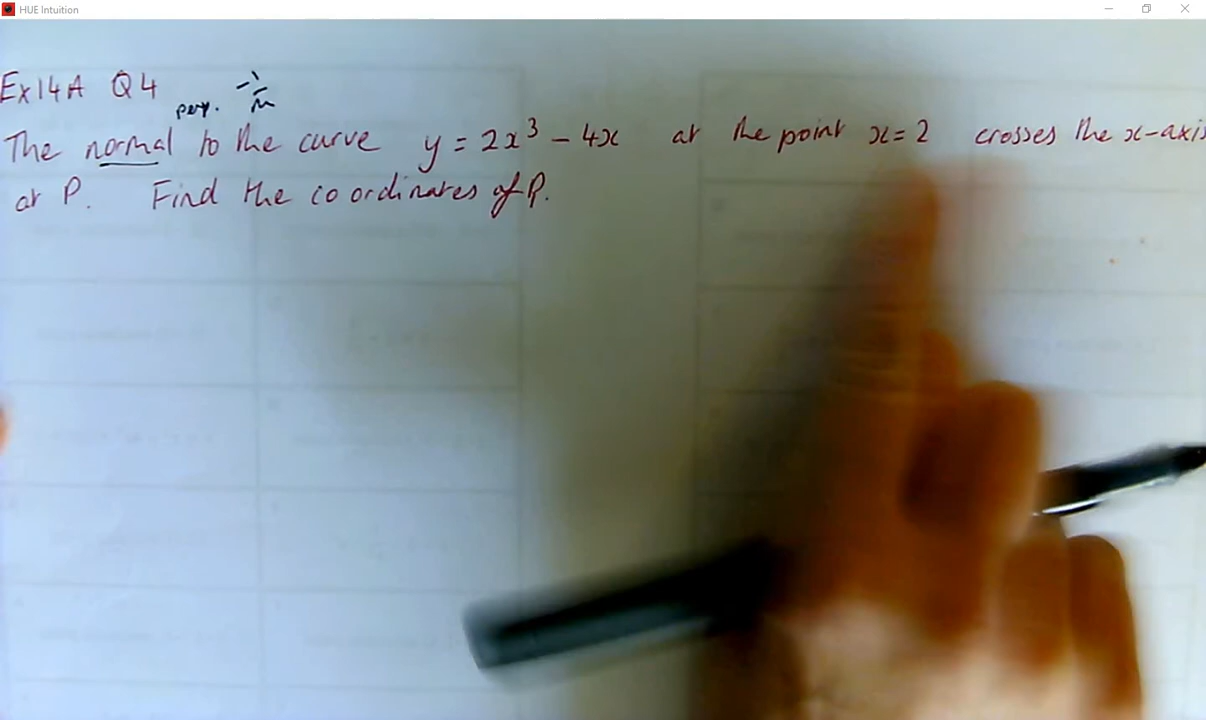 HUE Intuition
Ex14A Q4
perp. -1/m
The normal to the curve y = 2x³ - 4x at the point x = 2 crosses the x-axis
at P. Find the coordinates of P.